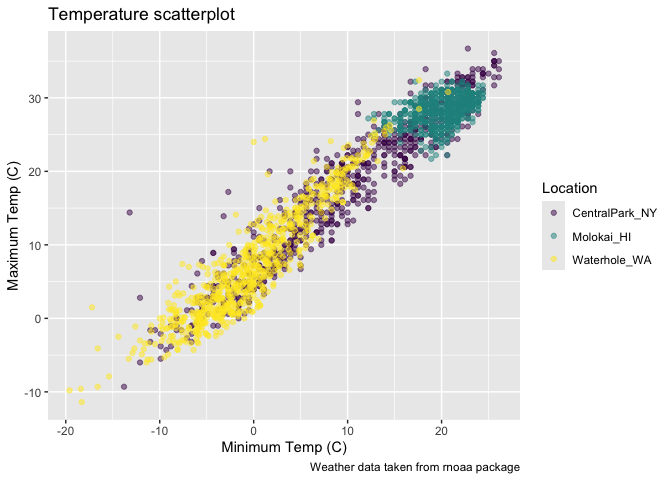 Temperature scatterplot
Maximum Temp (C)
30
20
10
0
-10
-20
-10
0
10
20
Minimum Temp (C)
Location
CentralPark_NY
Molokai_HI
Waterhole_WA
Weather data taken from rnoaa package